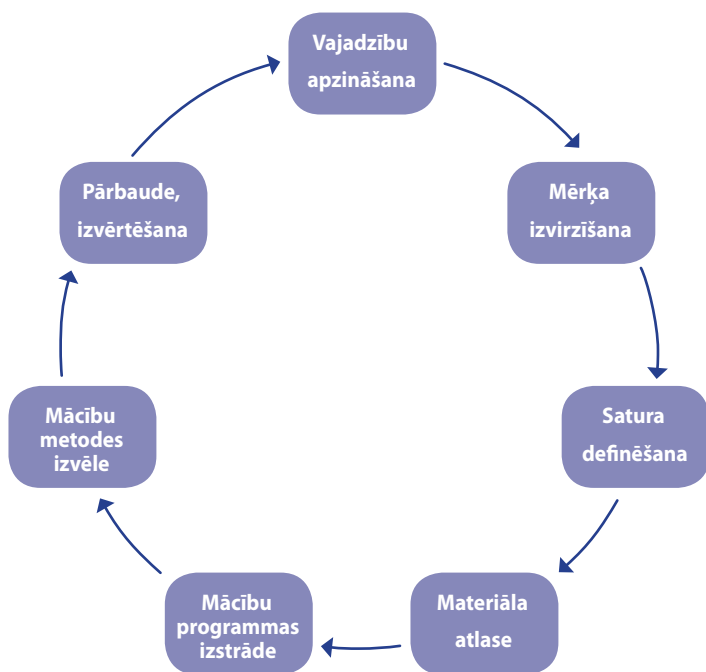 Vajadzību
apzināšana
Mērķa
izvirzīšana
Satura
definēšana
Materiāla
atlase
Mācību
programmas
izstrāde
Mācību
metodes
izvēle
Pārbaude,
izvērtēšana